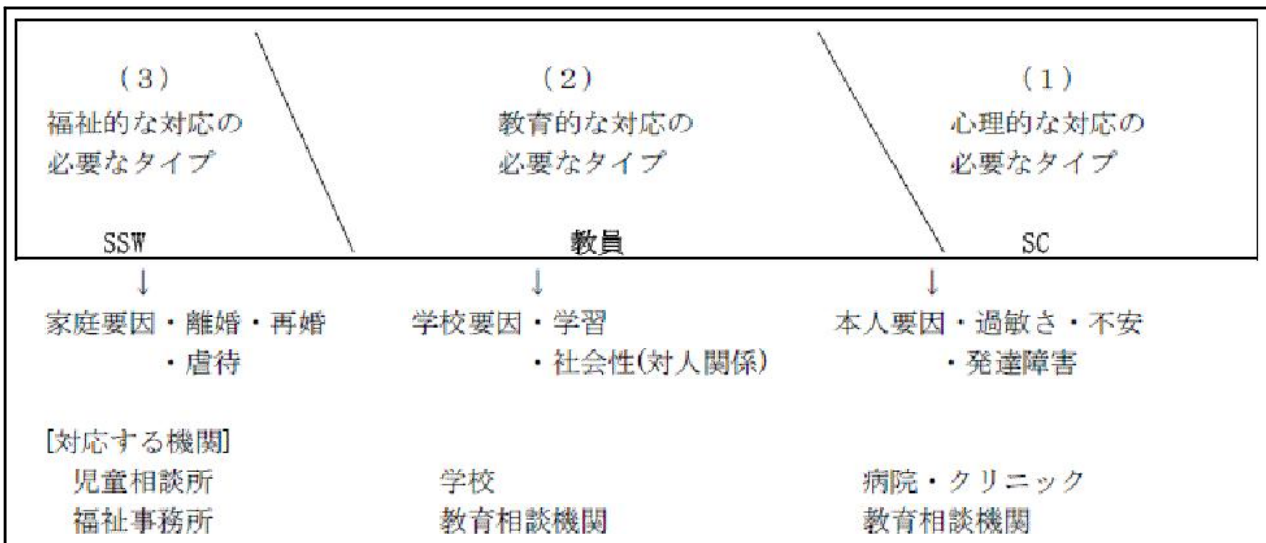 (3) (2) (1)
福祉的な対応の 教育的な対応の 心理的な対応の
必要なタイプ 必要なタイプ 必要なタイプ
SSW 教員 SC
↓ ↓ ↓
家庭要因・離婚・再婚 学校要因・学習 本人要因・過敏さ・不安
・虐待 ・社会性(対人関係) ・発達障害
[対応する機関]
児童相談所 学校 病院・クリニック
福祉事務所 教育相談機関 教育相談機関